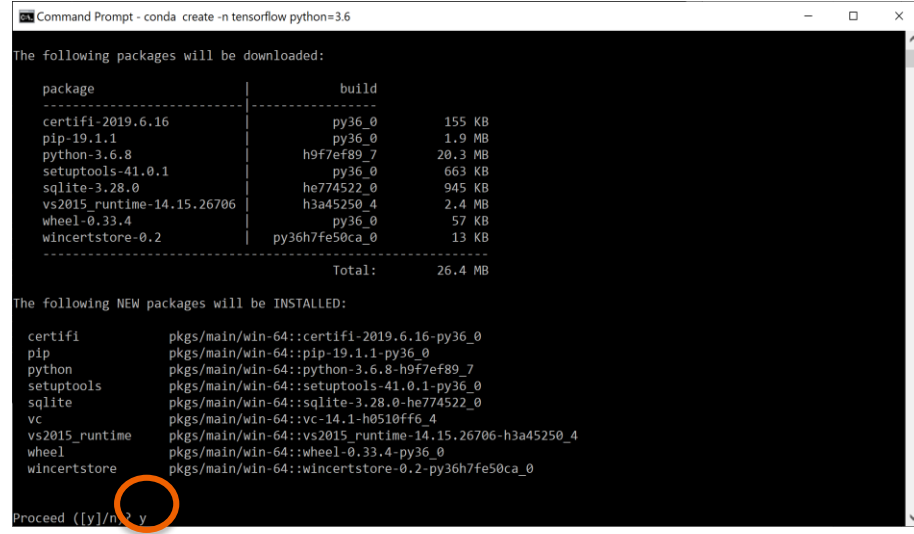 Command Prompt - conda create -n tensorflow python=3.6
The following packages will be downloaded:
package | build
---------------------------|-----------------
certifi-2019.6.16 | py36_0 155 KB
pip-19.1.1 | py36_0 1.9 MB
python-3.6.8 | h9f7ef89_7 20.3 MB
setuptools-41.0.1 | py36_0 663 KB
sqlite-3.28.0 | he774522_0 945 KB
vs2015_runtime-14.15.26706 | h3a45250_4 2.4 MB
wheel-0.33.4 | py36_0 57 KB
wincertstore-0.2 | py36h7fe50ca_0 13 KB
------------------------------------------------------------
Total: 26.4 MB
The following NEW packages will be INSTALLED:
certifi pkgs/main/win-64::certifi-2019.6.16-py36_0
pip pkgs/main/win-64::pip-19.1.1-py36_0
python pkgs/main/win-64::python-3.6.8-h9f7ef89_7
setuptools pkgs/main/win-64::setuptools-41.0.1-py36_0
sqlite pkgs/main/win-64::sqlite-3.28.0-he774522_0
vc pkgs/main/win-64::vc-14.1-h0510ff6_4
vs2015_runtime pkgs/main/win-64::vs2015_runtime-14.15.26706-h3a45250_4
wheel pkgs/main/win-64::wheel-0.33.4-py36_0
wincertstore pkgs/main/win-64::wincertstore-0.2-py36h7fe50ca_0
Proceed ([y]/n)? y